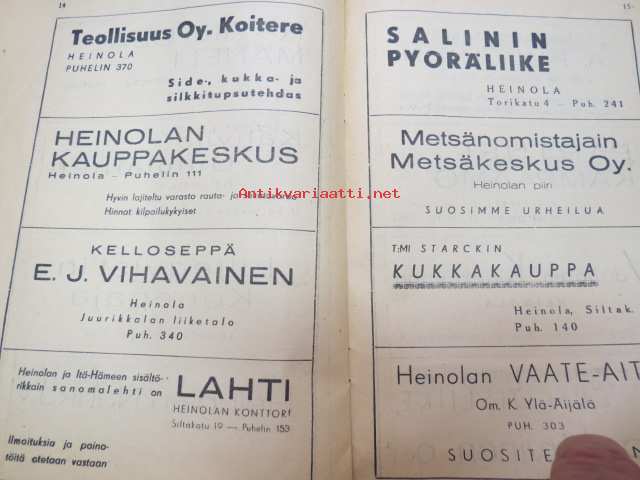 14
Teollisuus Oy. Koitere
HEINOLA
PUHELIN 370
Side-, kukka- ja
silkkitupsutehdas
HEINOLAN
KAUPPAKESKUS
Heinola - Puhelin 111
Hyvin lajiteltu varasto rauta- ja
Hinnat kilpailukykyiset
KELLOSEPPÄ
E. J. VIHAVAINEN
Heinola
Juurikkalan liiketalo
Puh. 340
Heinolan ja Itä-Hämeen sisältö-
rikkain sanomalehti on
LAHTI
HEINOLAN KONTTORI
Siltakatu 19 — Puhelin 153
Ilmoituksia ja paino-
töitä otetaan vastaan
15
SALININ
PYÖRÄLIIKE
HEINOLA
Torikatu 4 - Puh. 241
Metsänomistajain
Metsäkeskus Oy.
Heinolan piiri
SUOSIMME URHEILUA
T:MI STARCKIN
KUKKAKAUPPA
Heinola, Siltak.
Puh. 140
Heinolan VAATE-AIT
Om. K. Ylä-Aijälä
PUH. 303
SUOSITE
Antikvariaatti.net